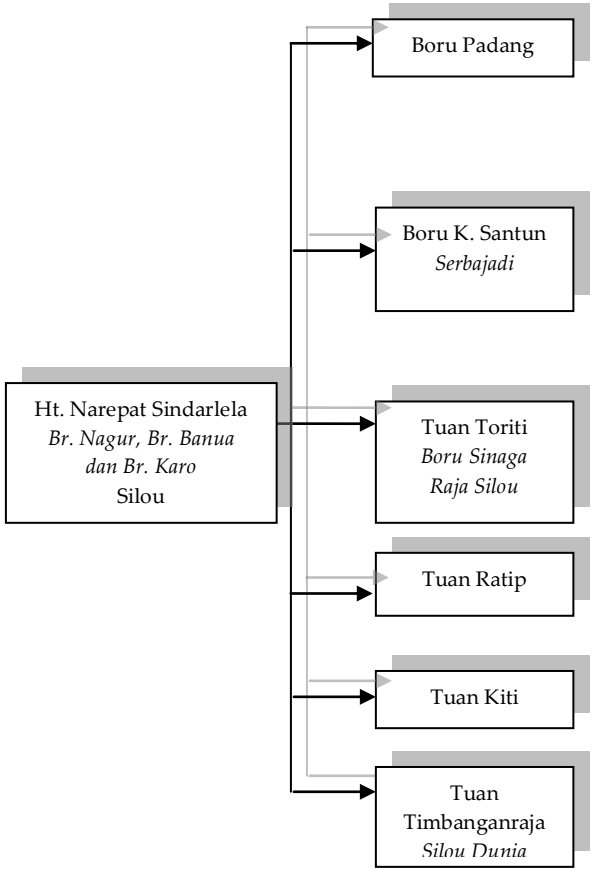 Boru Padang
Boru K. Santun
Serbajadi
Ht. Narepat Sindarlela
Br. Nagur, Br. Banua
dan Br. Karo
Silou
Tuan Toriti
Boru Sinaga
Raja Silou
Tuan Ratip
Tuan Kiti
Tuan
Timbanganraja
Silou Dunia